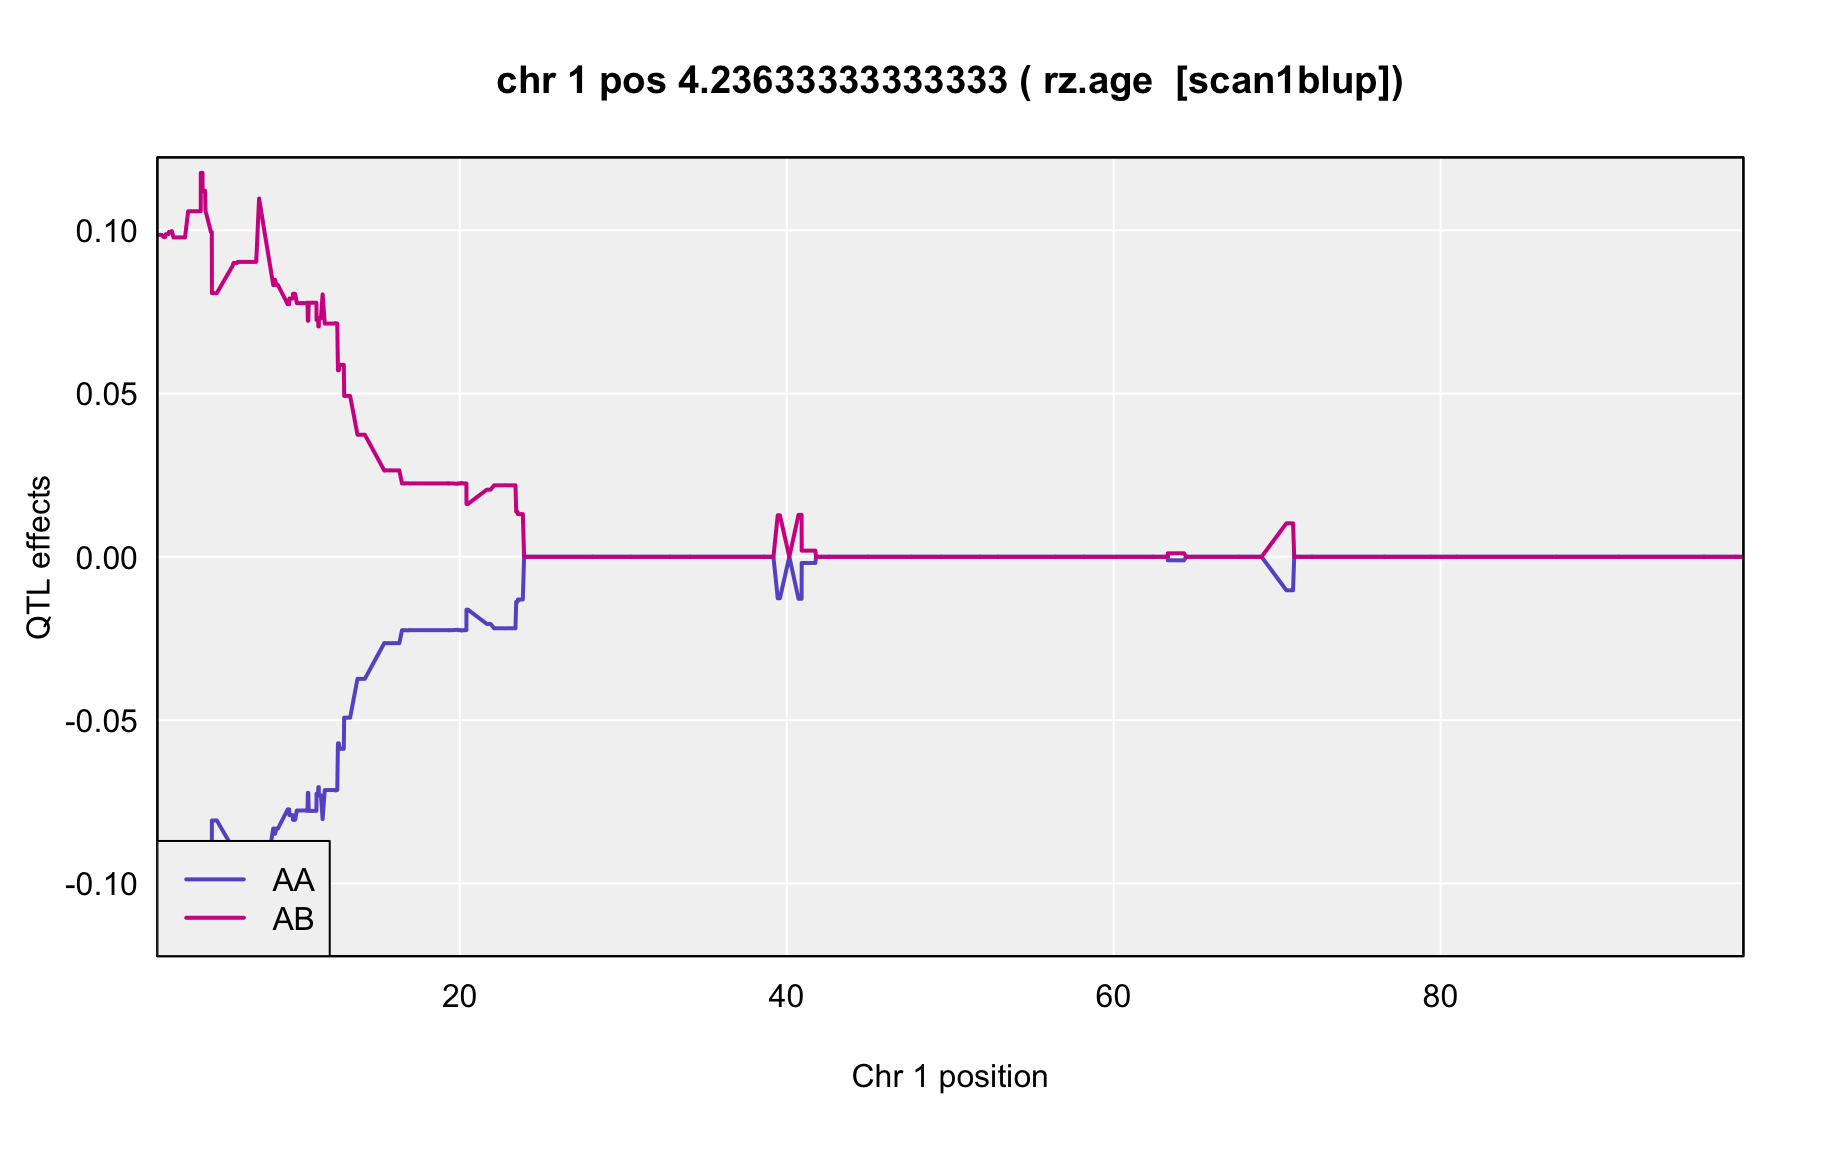 chr 1 pos 4.23633333333333 ( rz.age  [scan1blup])
QTL effects
0.10
0.05
0.00
-0.05
-0.10
AA
AB
20 40 60 80
Chr 1 position